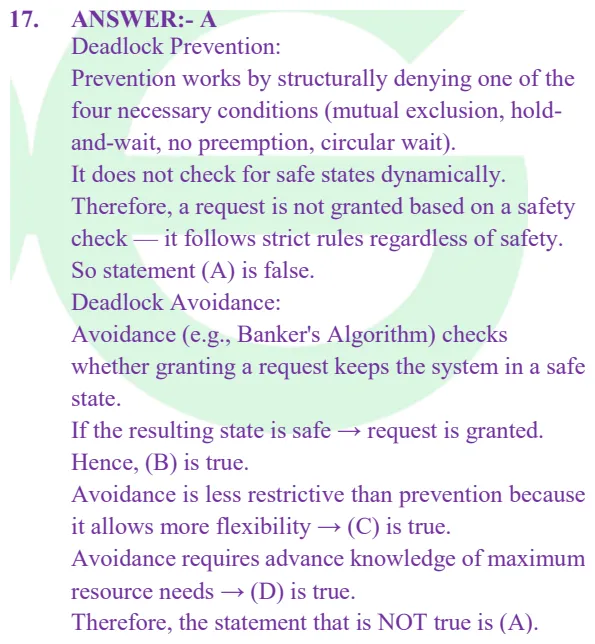 17. ANSWER:- A
Deadlock Prevention:
Prevention works by structurally denying one of the
four necessary conditions (mutual exclusion, hold-
and-wait, no preemption, circular wait).
It does not check for safe states dynamically.
Therefore, a request is not granted based on a safety
check — it follows strict rules regardless of safety.
So statement (A) is false.
Deadlock Avoidance:
Avoidance (e.g., Banker's Algorithm) checks
whether granting a request keeps the system in a safe
state.
If the resulting state is safe → request is granted.
Hence, (B) is true.
Avoidance is less restrictive than prevention because
it allows more flexibility → (C) is true.
Avoidance requires advance knowledge of maximum
resource needs → (D) is true.
Therefore, the statement that is NOT true is (A).